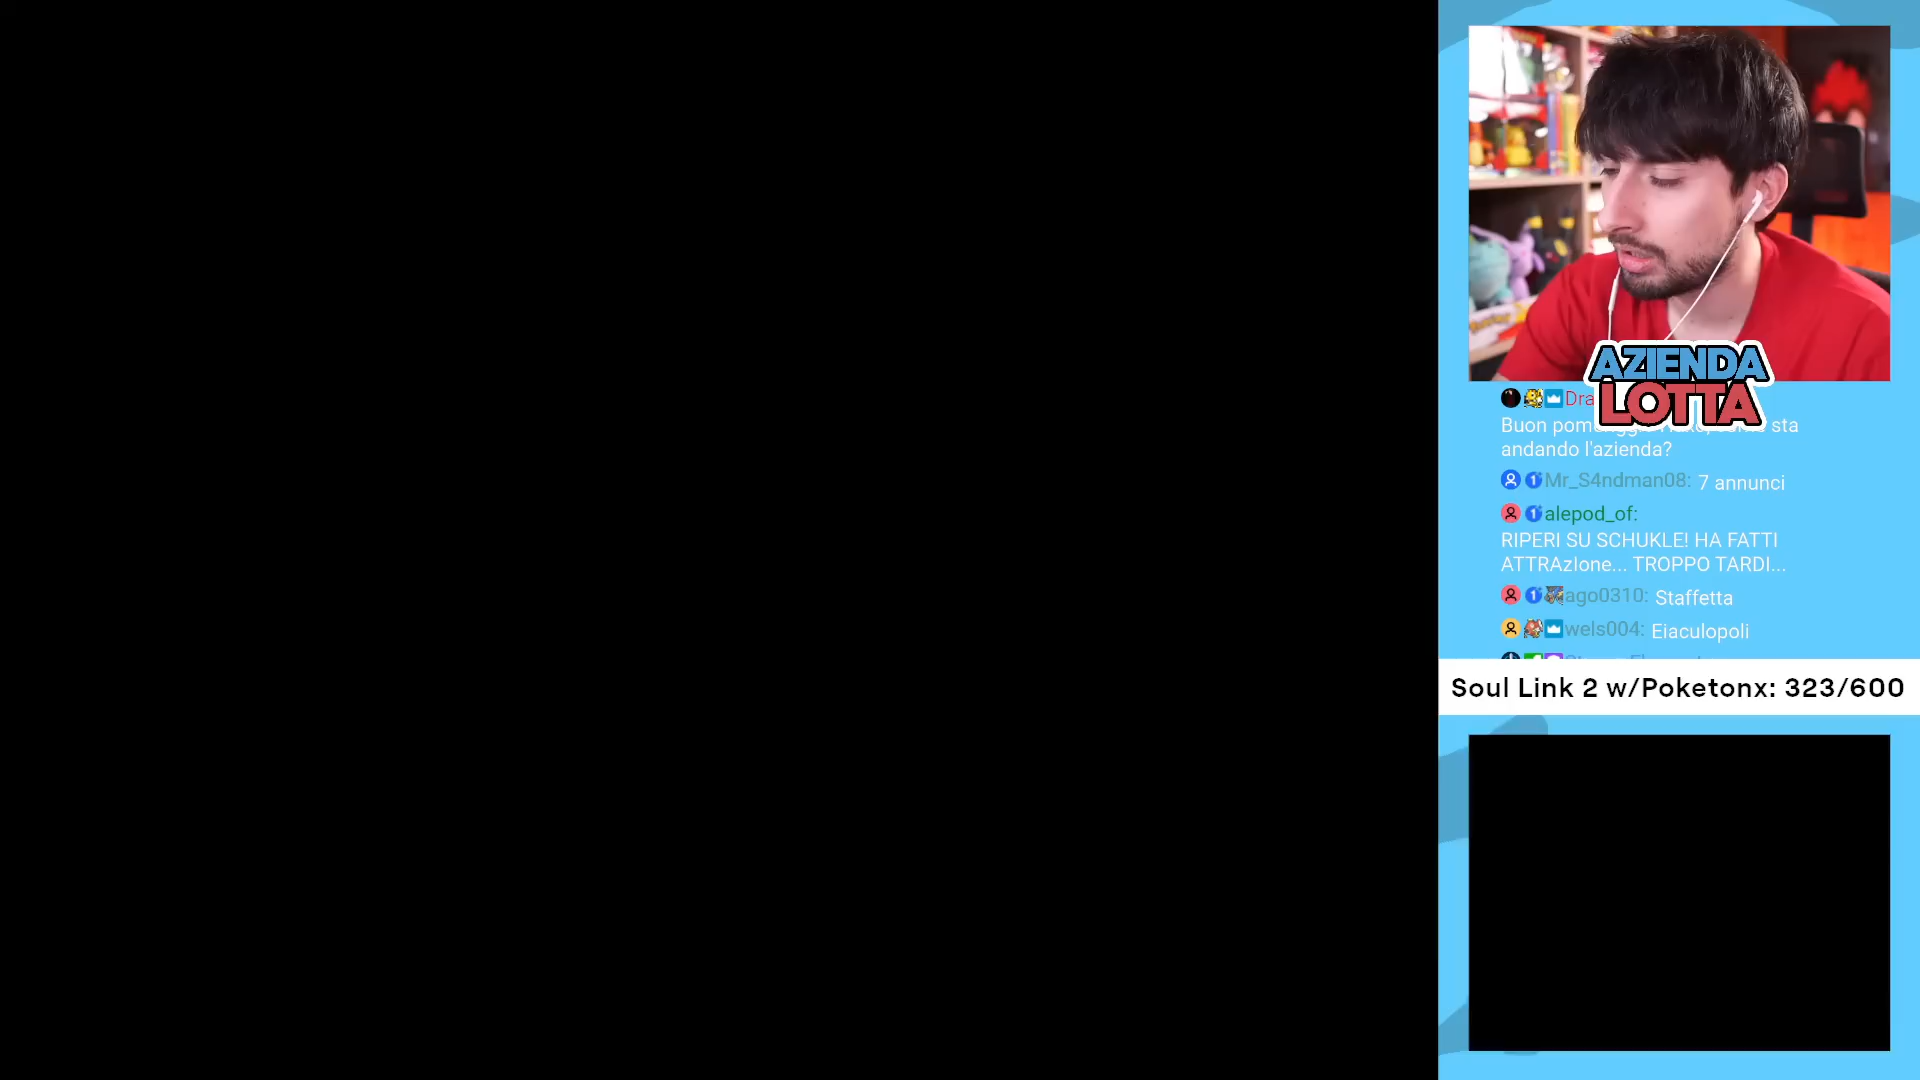 AZIENDA
LOTTA
Dra
Buon sta
andando l'azienda?
Mr_S4ndman08: 7 annunci
alepod_of:
RIPERI SU SCHUKLE! HA FATTI
ATTRAzIone... TROPPO TARDI...
ago0310: Staffetta
wels004: Eiaculopoli
Soul Link 2 w/Poketonx: 323/600